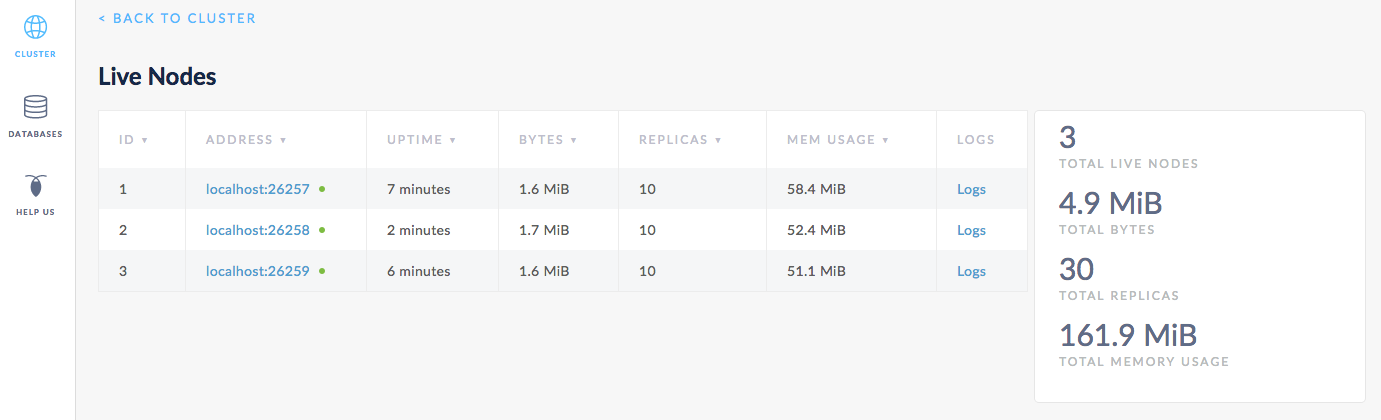 < BACK TO CLUSTER
CLUSTER
DATABASES
HELP US
Live Nodes
ID ▼ ADDRESS ▼ UPTIME ▼ BYTES ▼ REPLICAS ▼ MEM USAGE ▼ LOGS
1 localhost:26257 7 minutes 1.6 MiB 10 58.4 MiB Logs
2 localhost:26258 2 minutes 1.7 MiB 10 52.4 MiB Logs
3 localhost:26259 6 minutes 1.6 MiB 10 51.1 MiB Logs
3
TOTAL LIVE NODES
4.9 MiB
TOTAL BYTES
30
TOTAL REPLICAS
161.9 MiB
TOTAL MEMORY USAGE